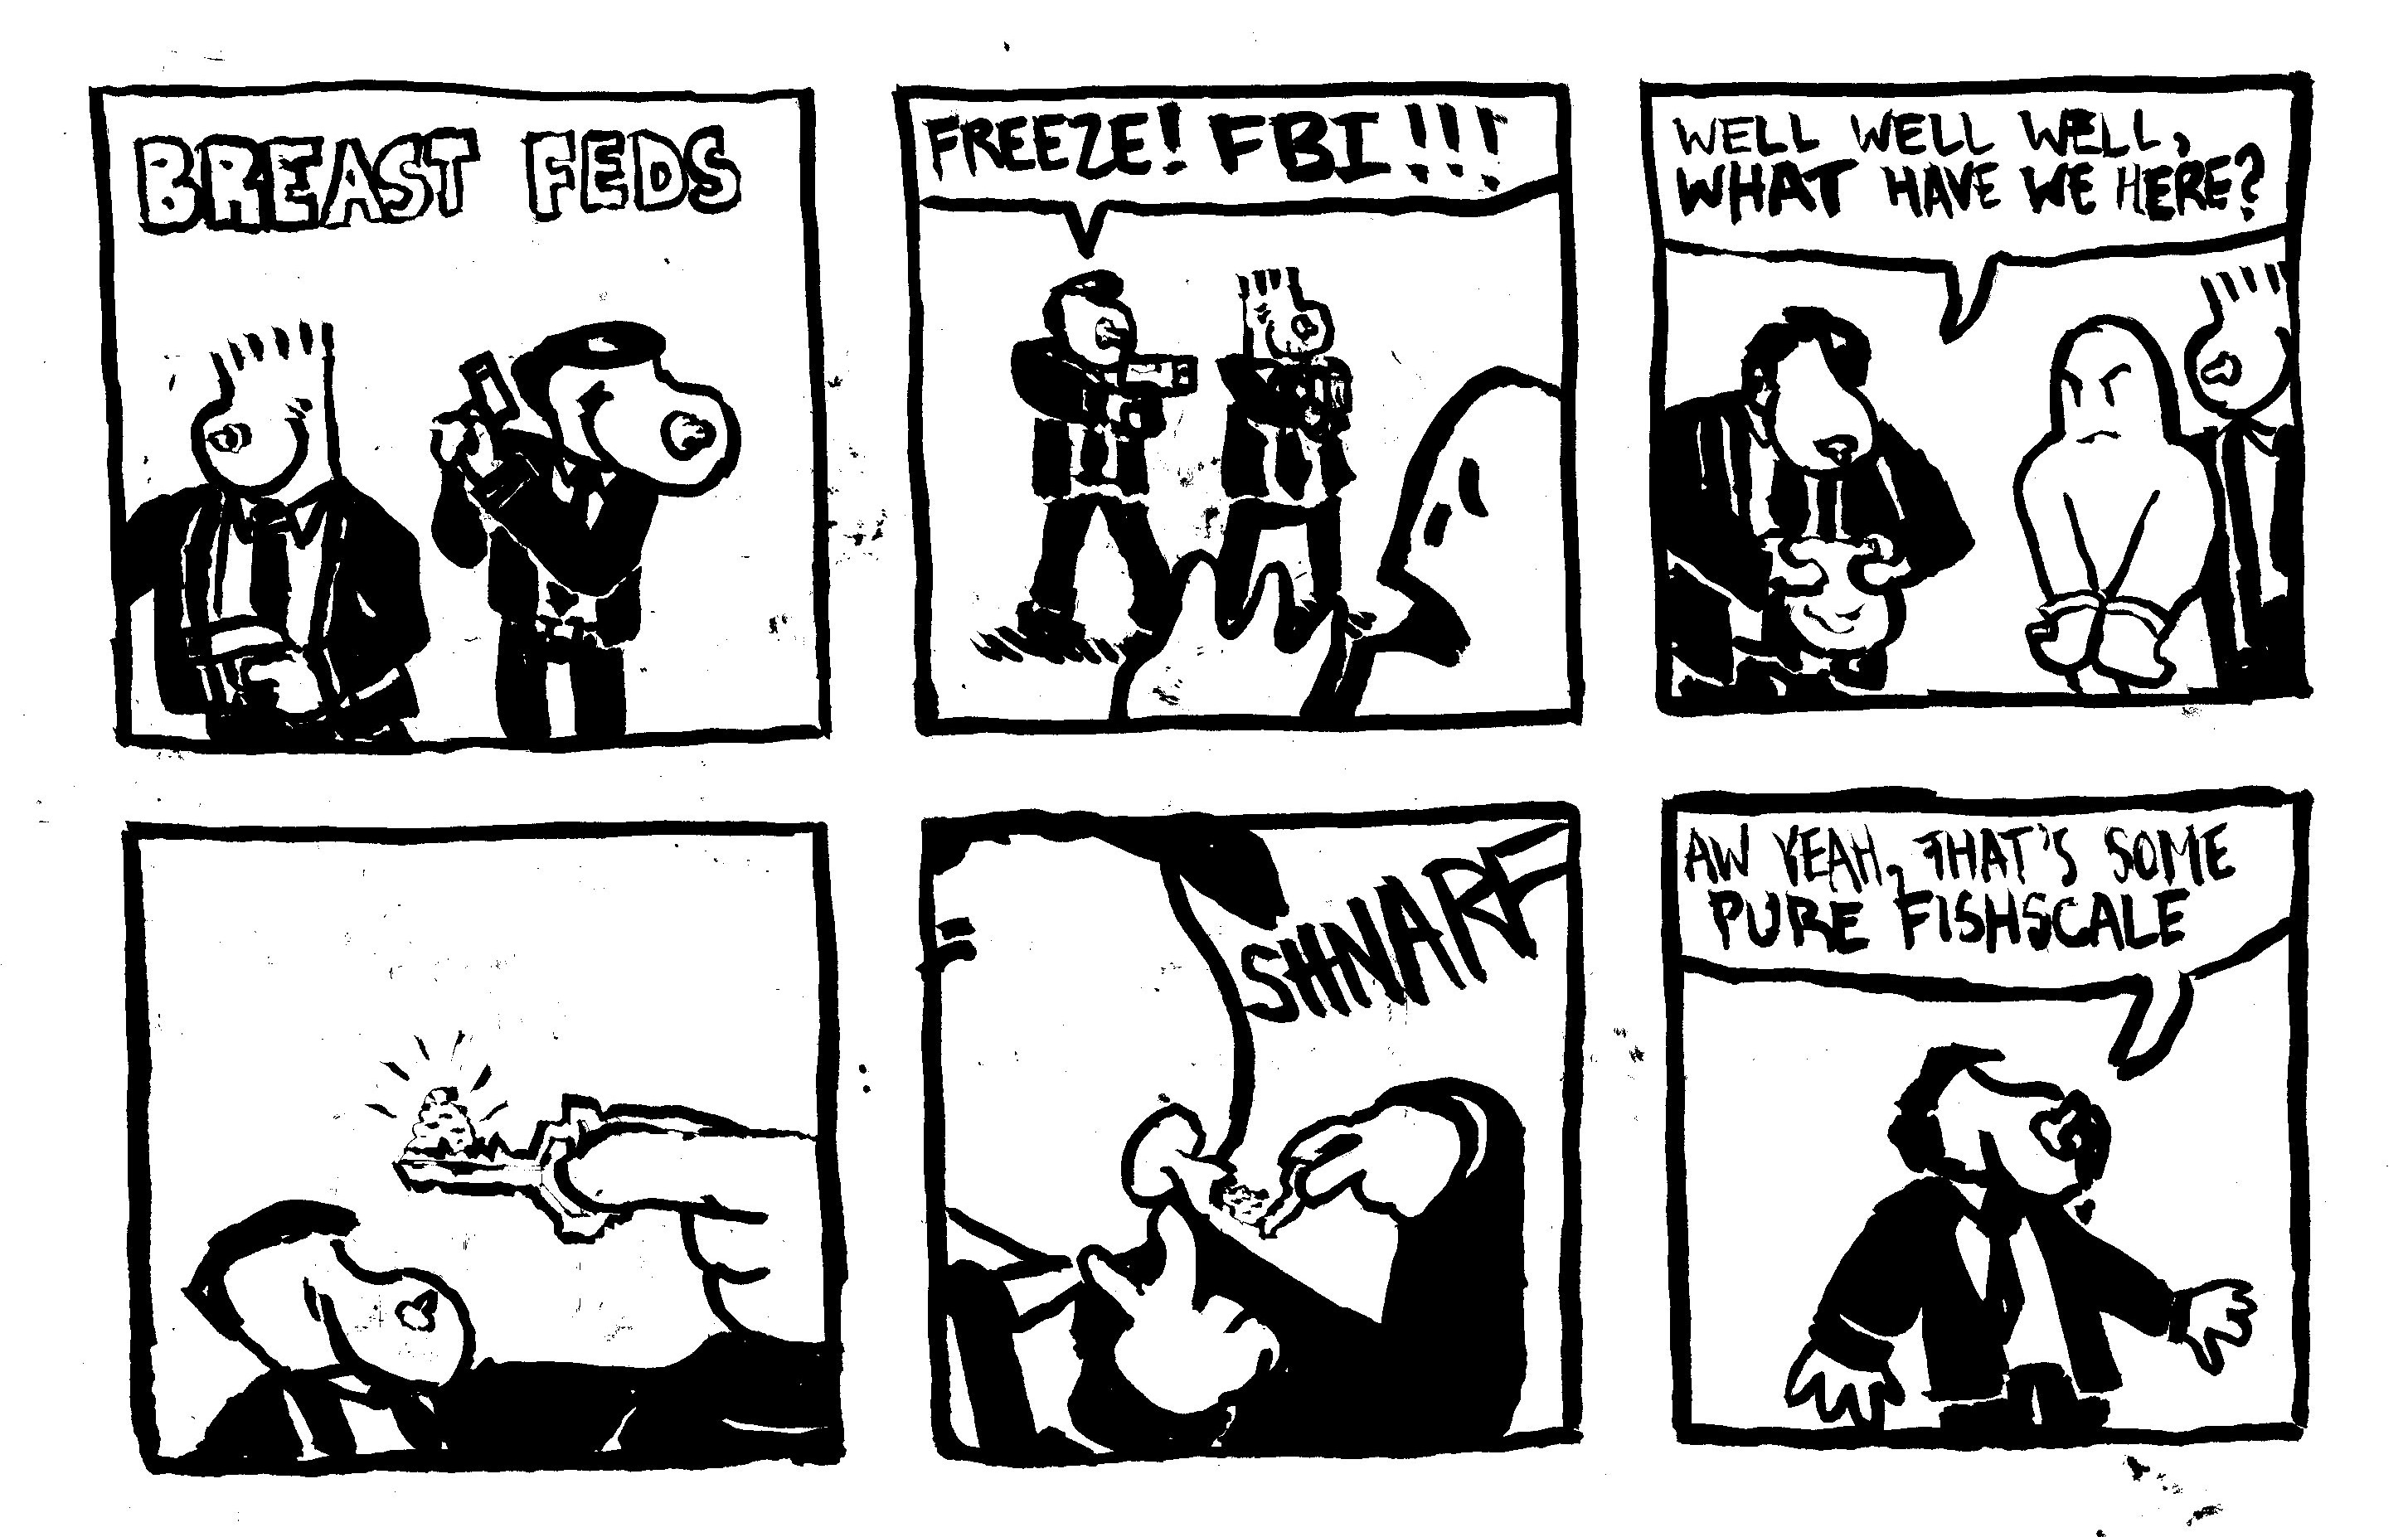 BREAST FEDS
FREEZE! FBI!!!
WELL WELL WELL,
WHAT HAVE WE HERE?
SHNARF
AW YEAH, THAT'S SOME
PURE FISHSCALE